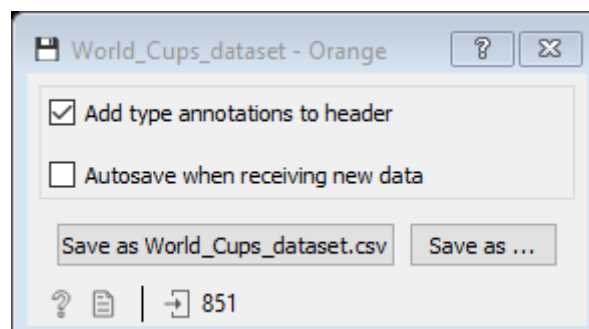 World_Cups_dataset - Orange
Add type annotations to header
Autosave when receiving new data
Save as World_Cups_dataset.csv Save as ...
? 851